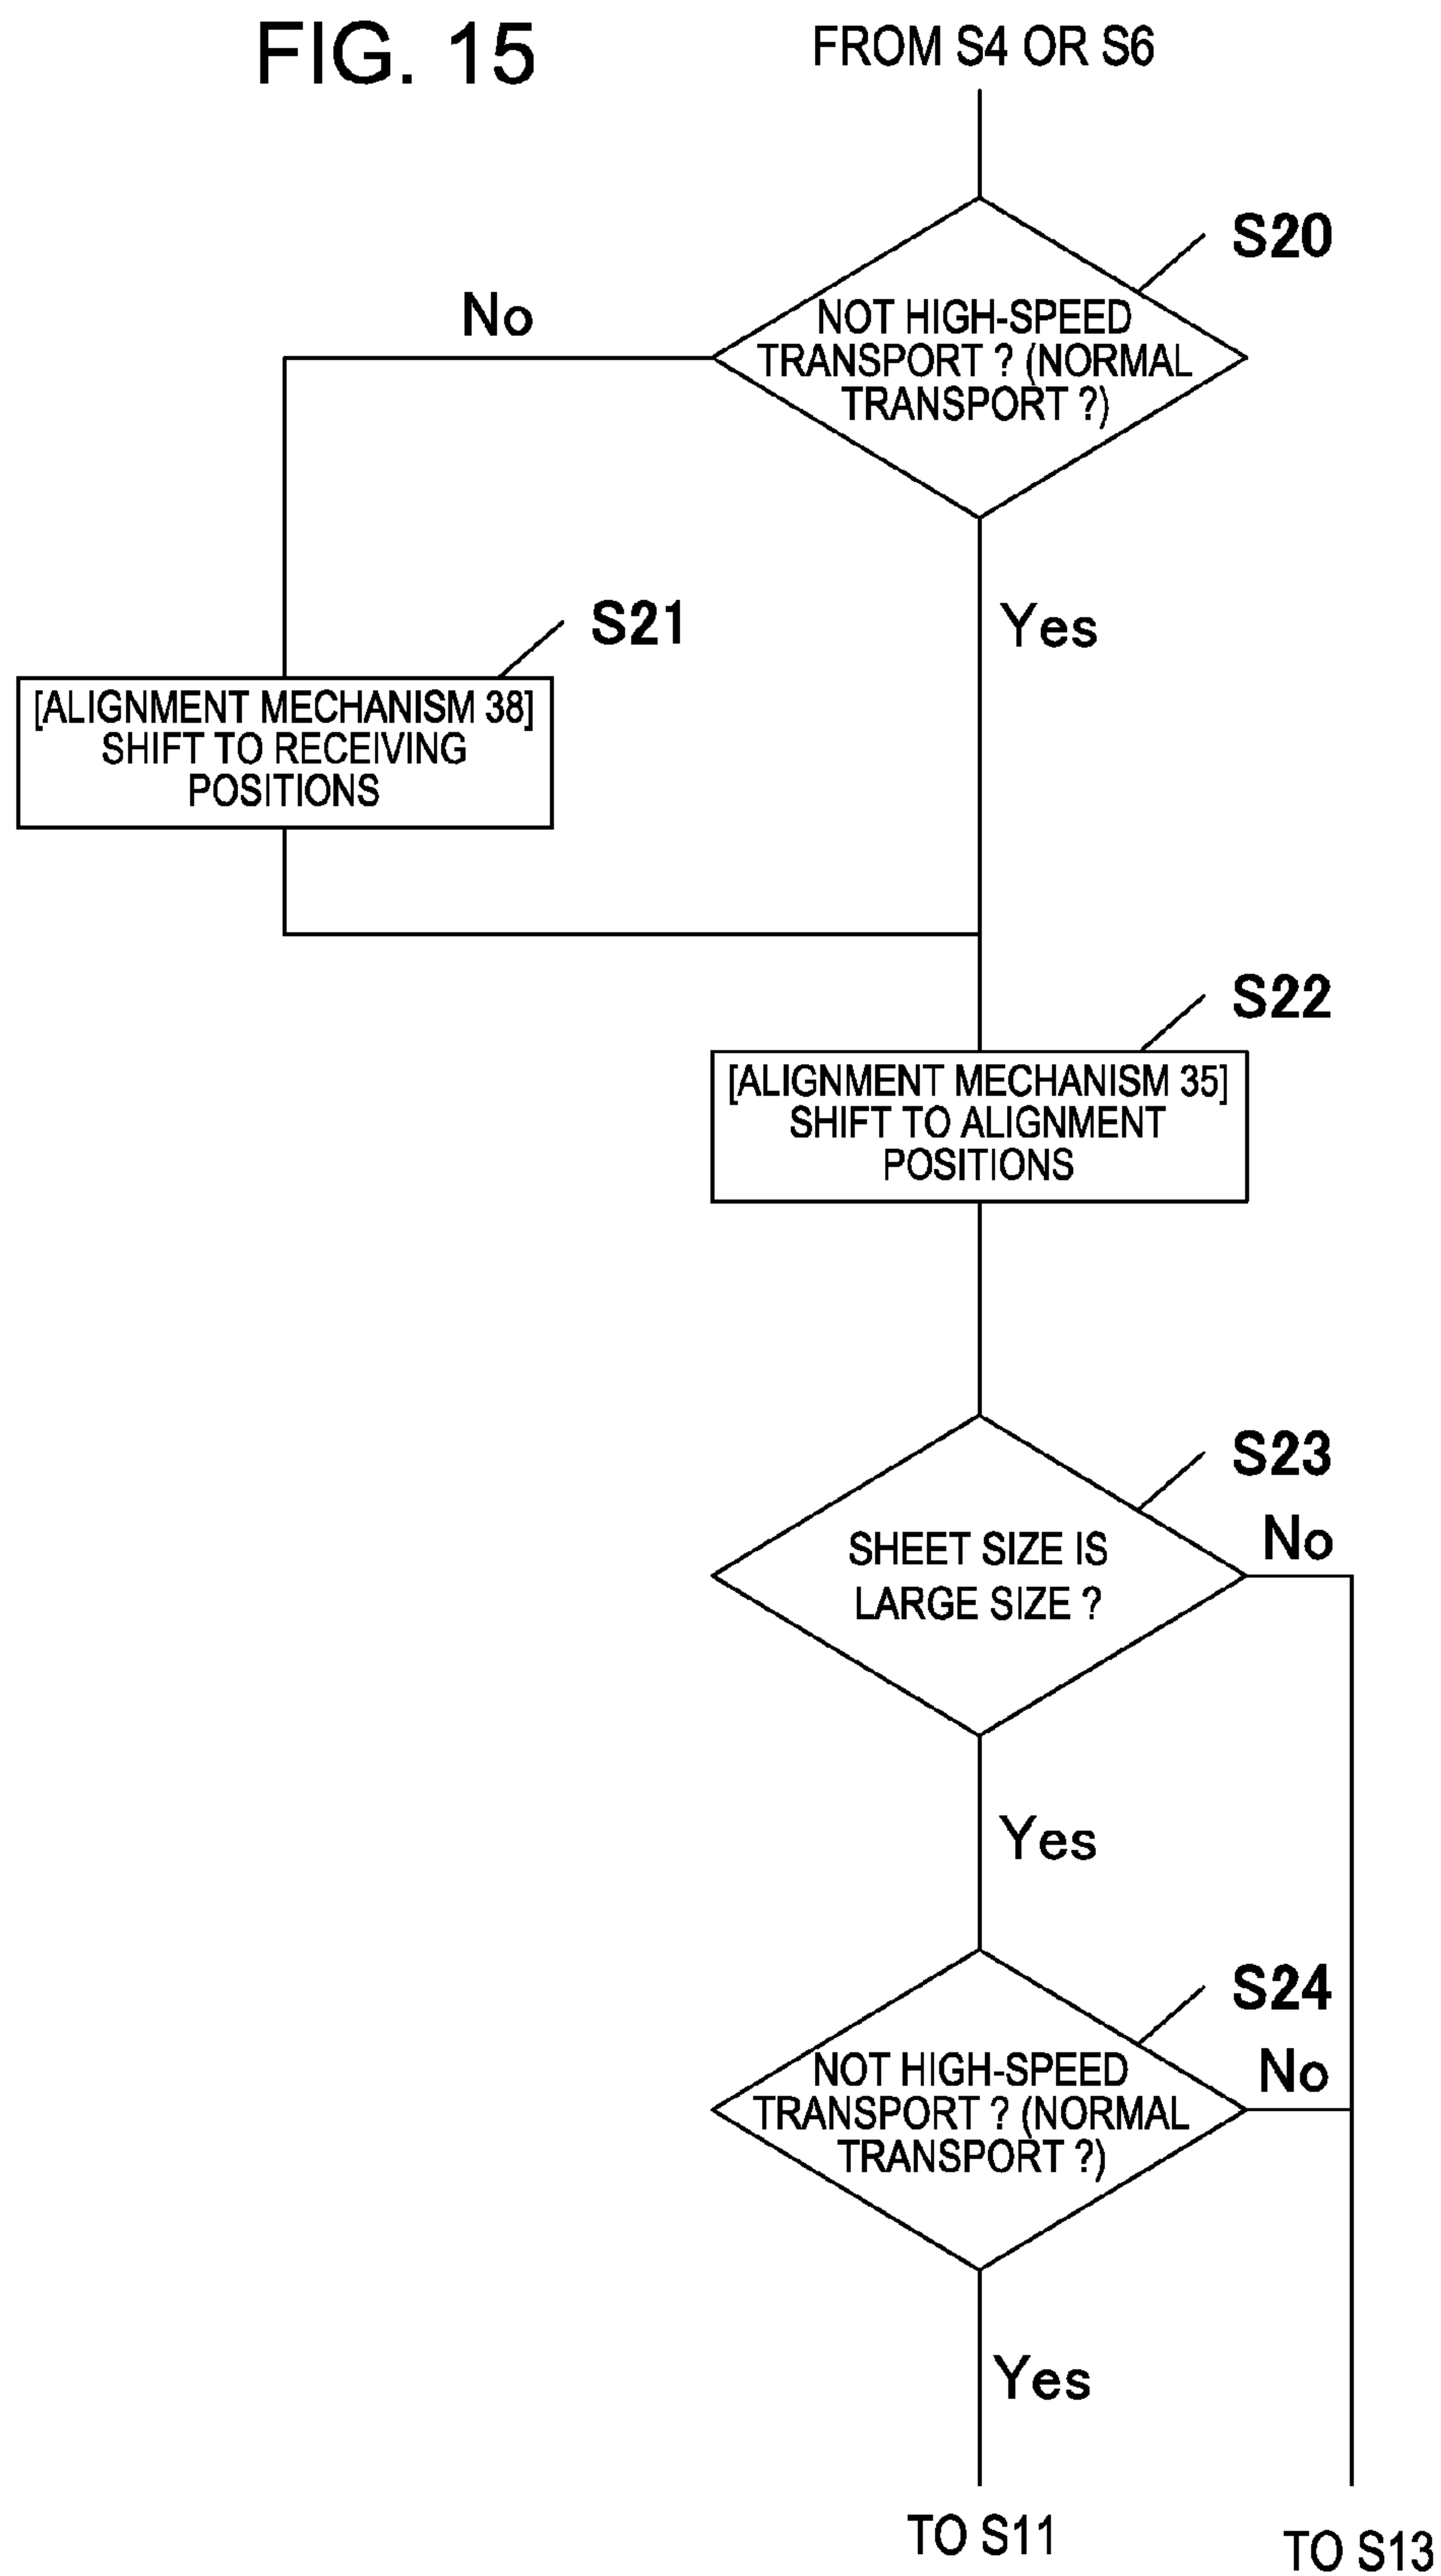 FIG. 15
FROM S4 OR S6
S20
NOT HIGH-SPEED
TRANSPORT ? (NORMAL
TRANSPORT ?)
No
Yes
S21
[ALIGNMENT MECHANISM 38]
SHIFT TO RECEIVING
POSITIONS
S22
[ALIGNMENT MECHANISM 35]
SHIFT TO ALIGNMENT
POSITIONS
S23
SHEET SIZE IS
LARGE SIZE ?
No
Yes
S24
NOT HIGH-SPEED
TRANSPORT ? (NORMAL
TRANSPORT ?)
No
Yes
TO S11
TO S13